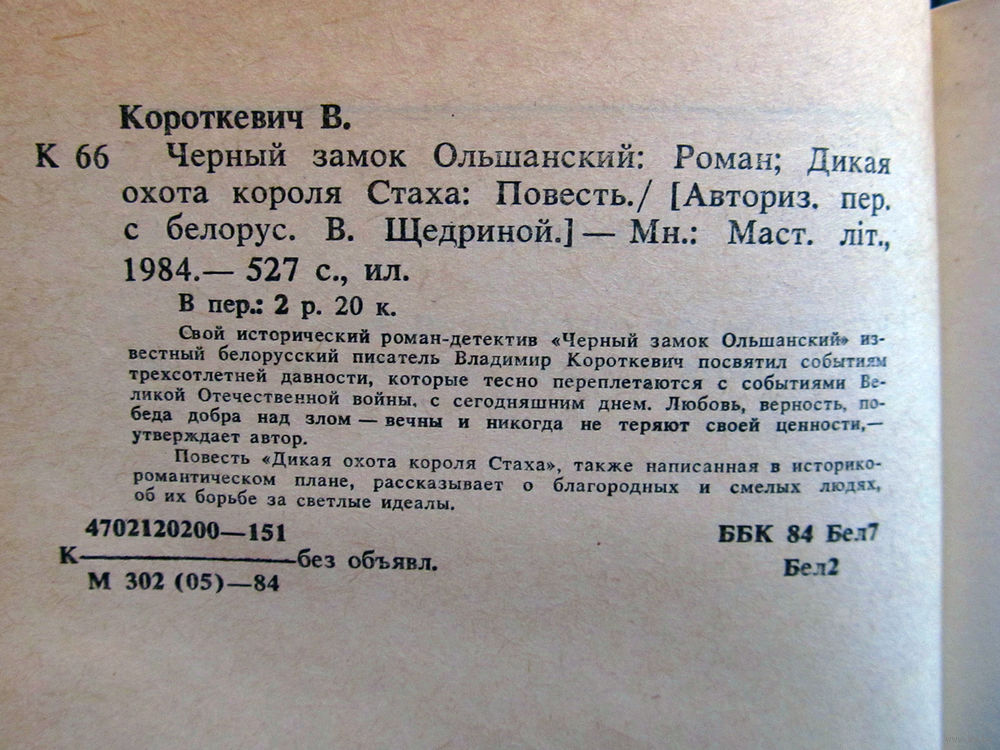 Короткевич В.
К 66 Черный замок Ольшанский: Роман; Дикая
охота короля Стаха: Повесть./ [Авториз. пер.
с белорус. В. Щедриной.] — Мн.: Маст. літ.,
1984.— 527 с., ил.
В пер.: 2 р. 20 к.
Свой исторический роман-детектив «Черный замок Ольшанский» из-
вестный белорусский писатель Владимир Короткевич посвятил событиям
трехсотлетней давности, которые тесно переплетаются с событиями Ве-
ликой Отечественной войны, с сегодняшним днем. Любовь, верность, по-
беда добра над злом — вечны и никогда не теряют своей ценности,—
утверждает автор.
Повесть «Дикая охота короля Стаха», также написанная в историко-
романтическом плане, рассказывает о благородных и смелых людях,
об их борьбе за светлые идеалы.
4702120200—151 ББК 84 Бел7
К————————без объявл. Бел2
М 302 (05)—84